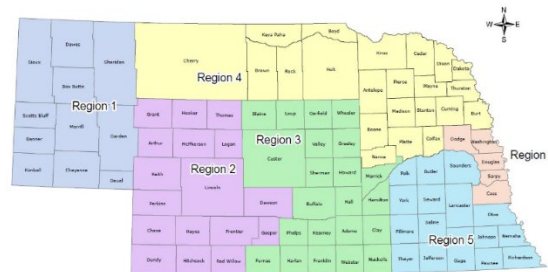 N
W E
S
Keya Paha Boyd
Dawes
Sioux Sheridan Cherry Knox Cedar Dixon Dakota
Brown Rock Holt
Region 4
Box Butte Antelope Pierce Wayne Thurston
Region 1
Madison Stanton Cuming Burt
Scotts Bluff Morrill Garden Grant Hooker Thomas Blaine Loup Garfield Wheeler
Boone Platte Colfax Dodge Washington
Banner Region 3
Arthur McPherson Logan Custer Valley Greeley Nance
Region
Kimball Cheyenne Deuel Region 2 Sherman Howard Merrick Polk Butler Saunders Douglas
Sarpy
Keith Lincoln Cass
Perkins Dawson Buffalo Hall Hamilton York Seward Lancaster Otoe
Saline
Chase Hayes Frontier Gosper Phelps Kearney Adams Clay Fillmore Region 5 Johnson Nemaha
Dundy Hitchcock Red Willow Furnas Harlan Franklin Webster Nuckolls Thayer Jefferson Gage Pawnee Richardson